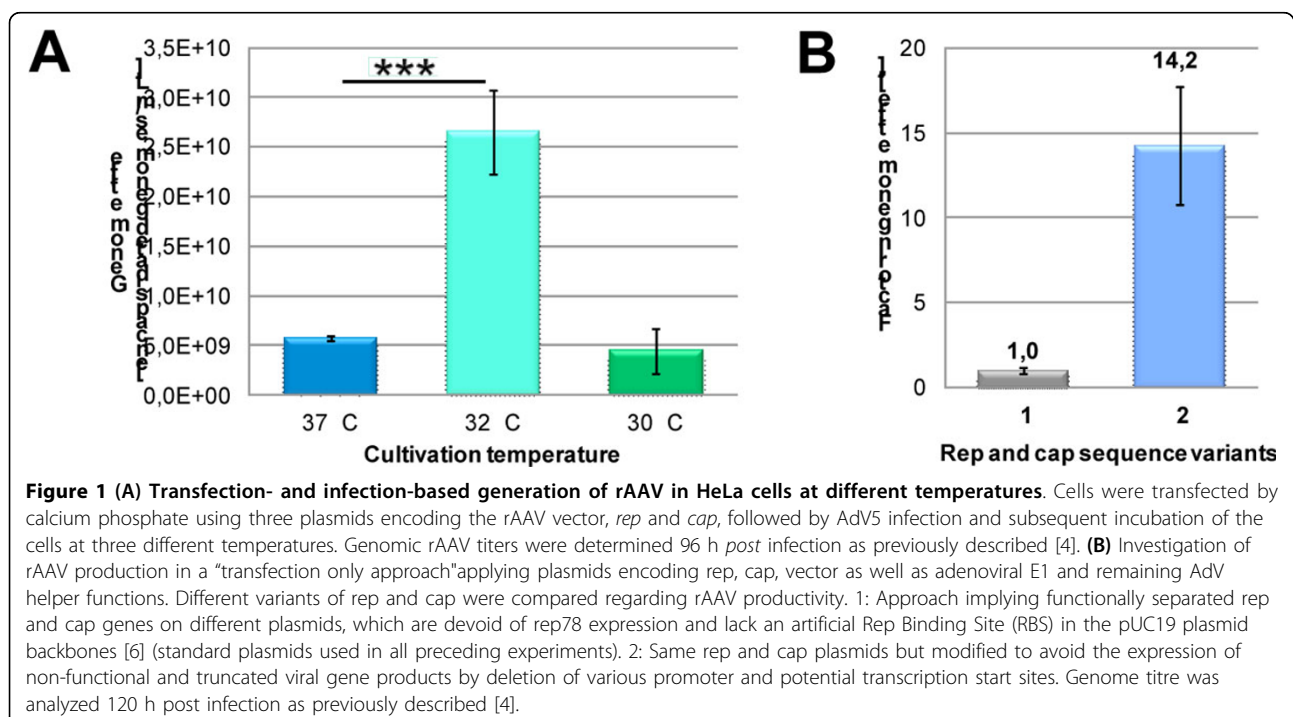 A
3,5E+10
3,0E+10
2,5E+10
2,0E+10
1,5E+10
1,0E+10
5,0E+09
0,0E+00
Genome titre
[encapsidated genomes/mL]
***
37 C
32 C
30 C
Cultivation temperature
B
20
15
10
5
0
1,0
14,2
1
2
Rep and cap sequence variants
Figure 1 (A) Transfection- and infection-based generation of rAAV in HeLa cells at different temperatures. Cells were transfected by
calcium phosphate using three plasmids encoding the rAAV vector, rep and cap, followed by AdV5 infection and subsequent incubation of the
cells at three different temperatures. Genomic rAAV titers were determined 96 h post infection as previously described [4]. (B) Investigation of
rAAV production in a “transfection only approach"applying plasmids encoding rep, cap, vector as well as adenoviral E1 and remaining AdV
helper functions. Different variants of rep and cap were compared regarding rAAV productivity. 1: Approach implying functionally separated rep
and cap genes on different plasmids, which are devoid of rep78 expression and lack an artificial Rep Binding Site (RBS) in the pUC19 plasmid
backbones [6] (standard plasmids used in all preceding experiments). 2: Same rep and cap plasmids but modified to avoid the expression of
non-functional and truncated viral gene products by deletion of various promoter and potential transcription start sites. Genome titre was
analyzed 120 h post infection as previously described [4].